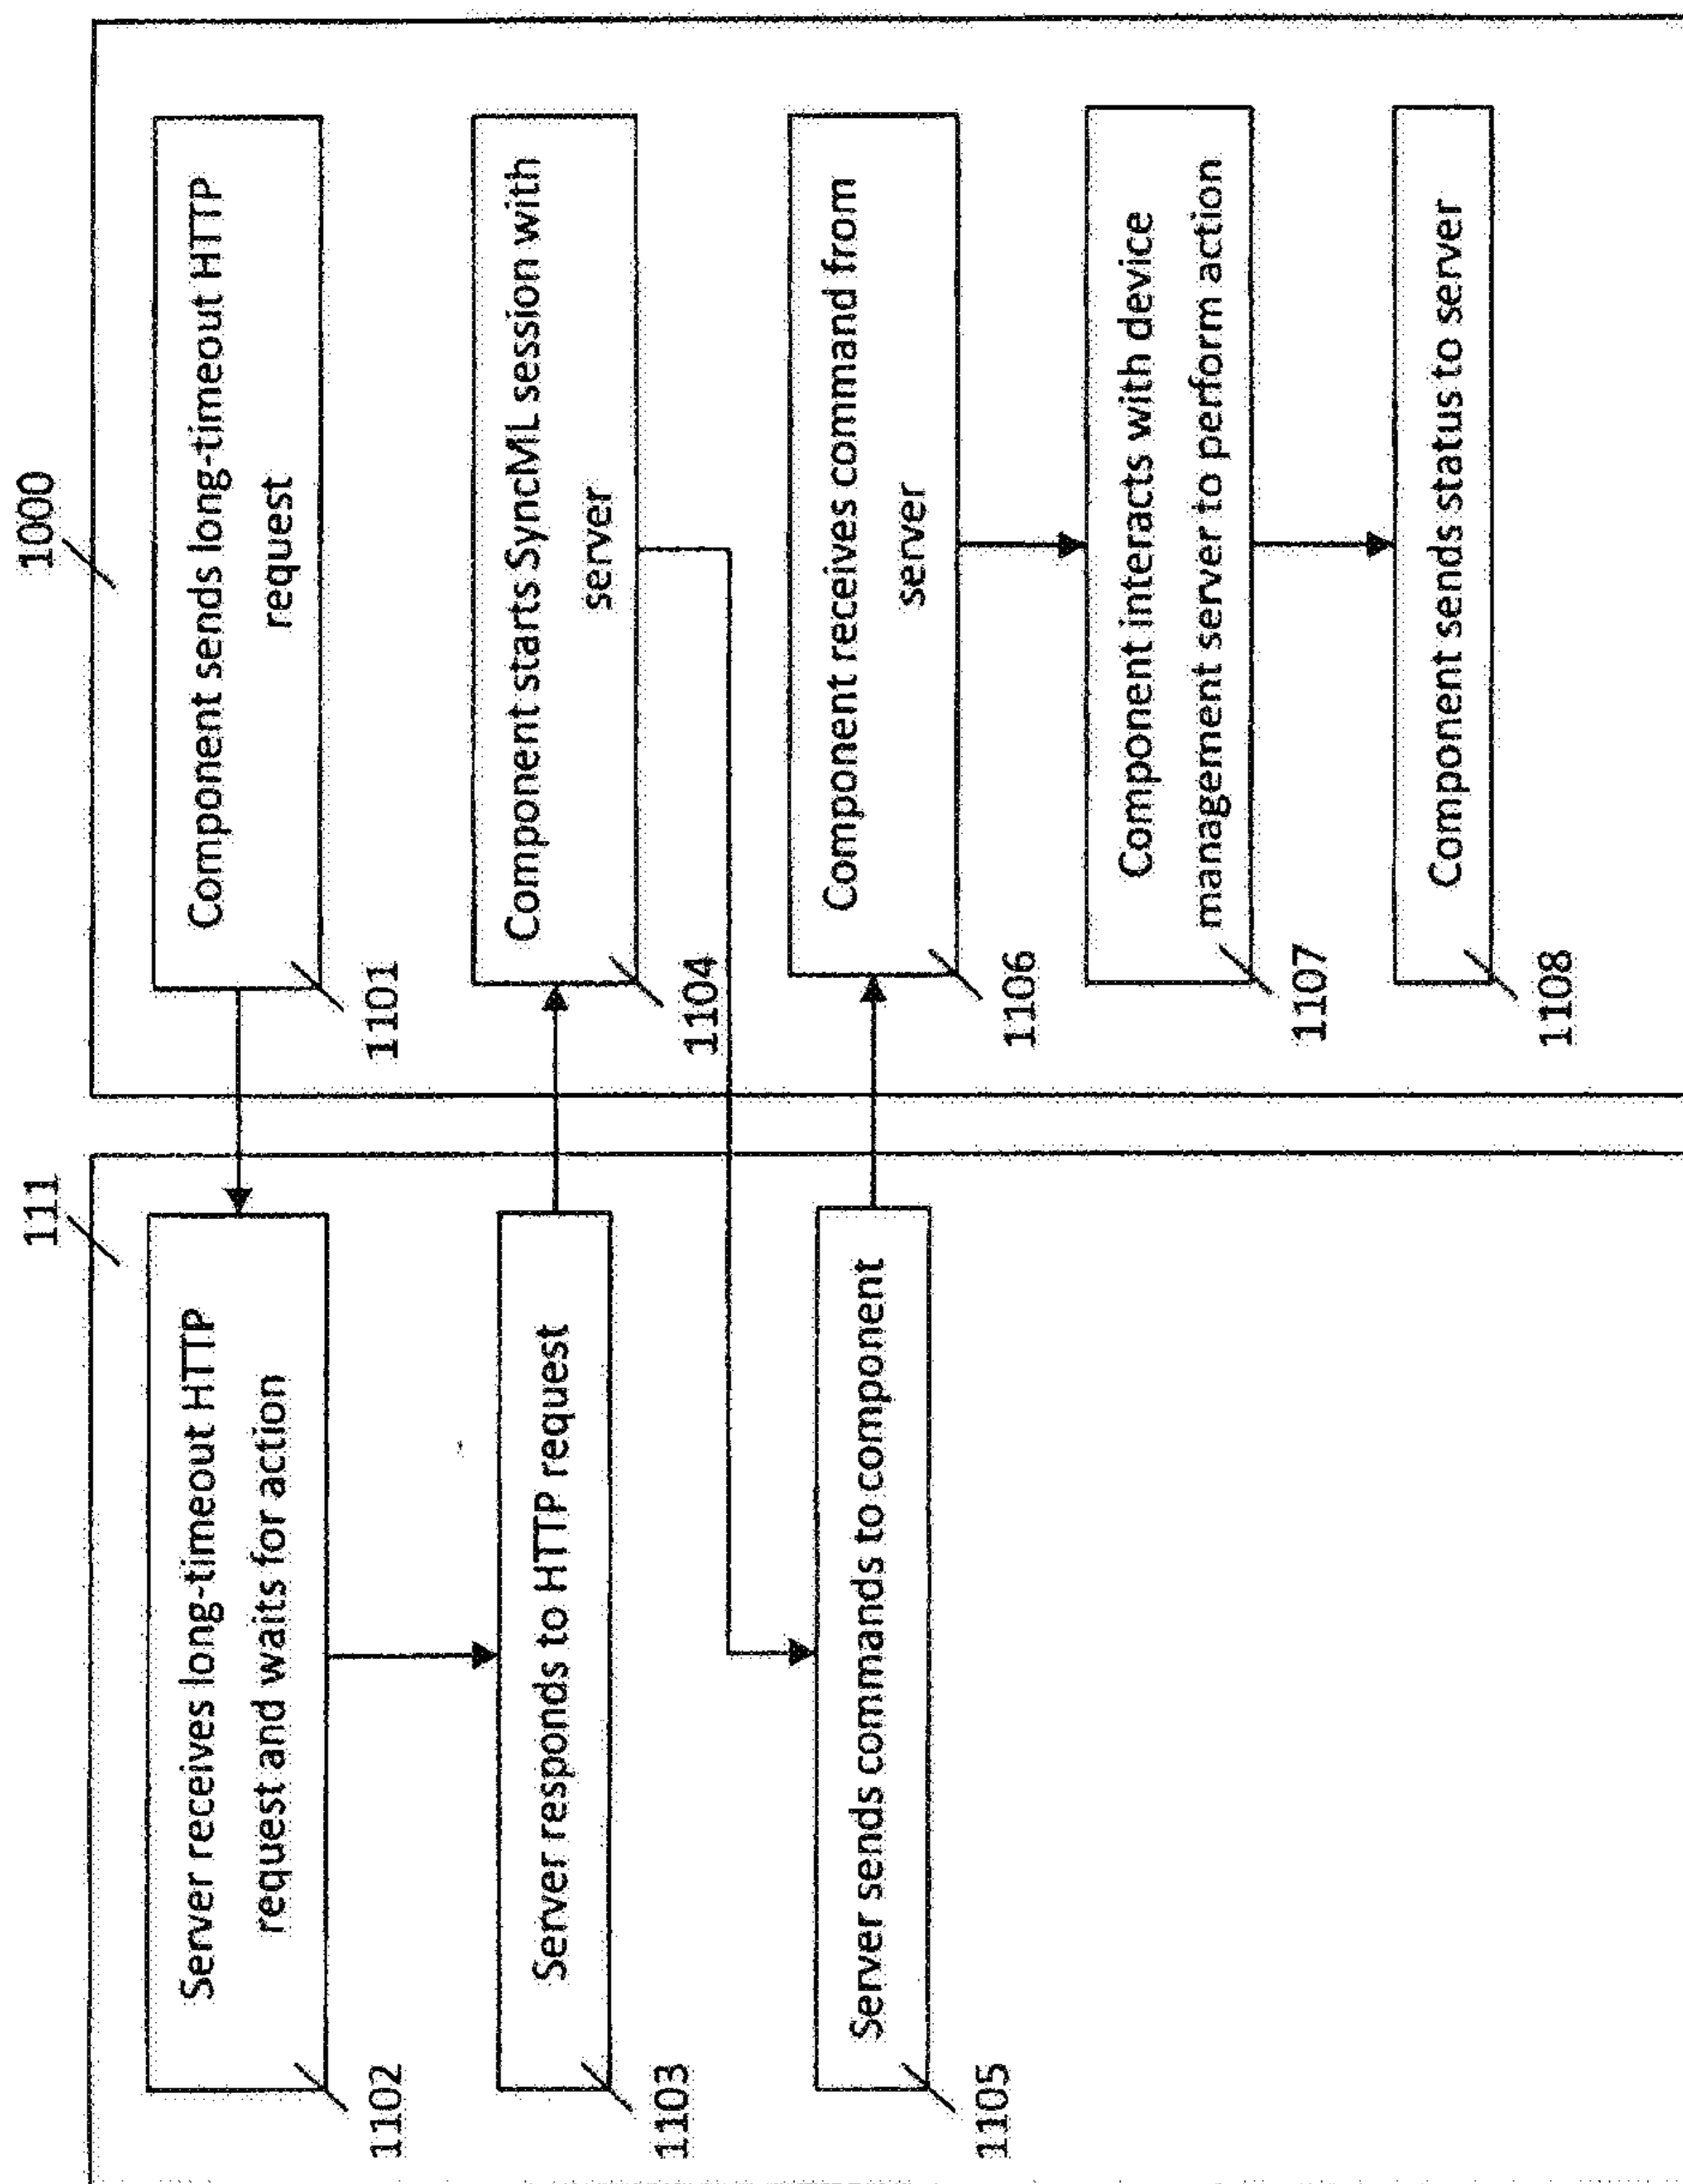 111
1000
Server receives long-timeout HTTP
request and waits for action
1102
Component sends long-timeout HTTP
request
1101
Server responds to HTTP request
1103
Component starts SyncML session with
server
1104
Server sends commands to component
1105
Component receives command from
server
1106
Component interacts with device
management server to perform action
1107
Component sends status to server
1108